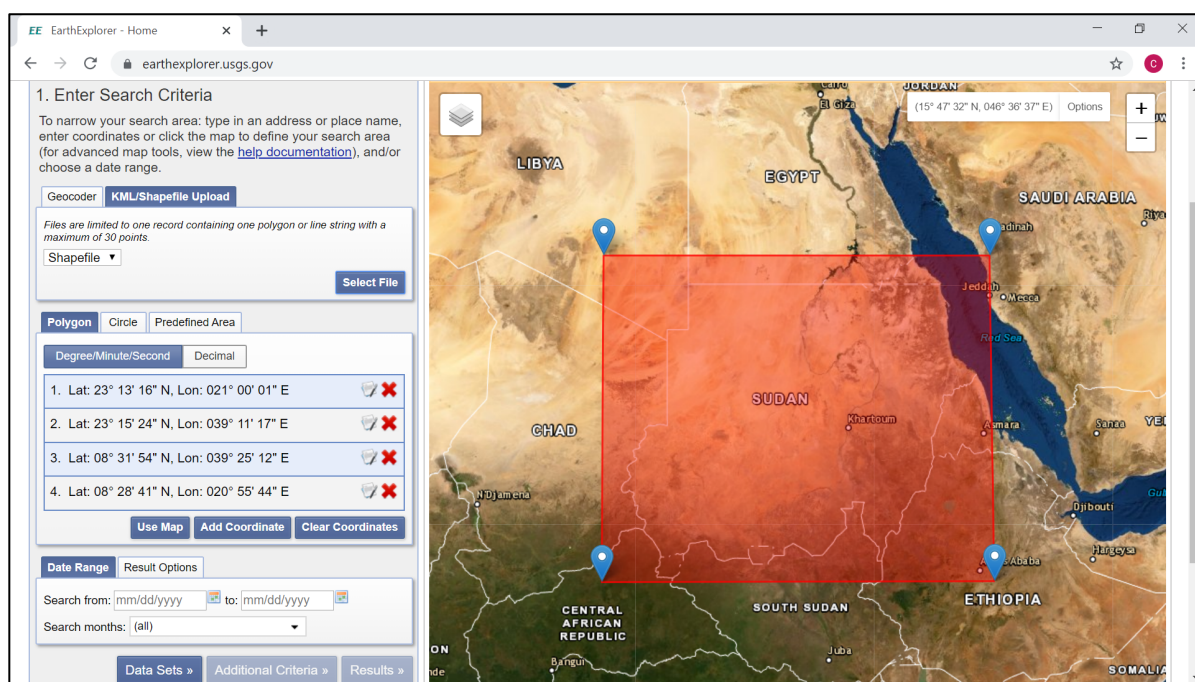 EE EarthExplorer - Home
earthexplorer.usgs.gov
C
1. Enter Search Criteria
To narrow your search area: type in an address or place name,
enter coordinates or click the map to define your search area
(for advanced map tools, view the help documentation), and/or
choose a date range.
Geocoder KML/Shapefile Upload
Files are limited to one record containing one polygon or line string with a
maximum of 30 points.
Shapefile
Select File
Polygon Circle Predefined Area
Degree/Minute/Second Decimal
1. Lat: 23° 13' 16" N, Lon: 021° 00' 01" E
2. Lat: 23° 15' 24" N, Lon: 039° 11' 17" E
3. Lat: 08° 31' 54" N, Lon: 039° 25' 12" E
4. Lat: 08° 28' 41" N, Lon: 020° 55' 44" E
Use Map Add Coordinate Clear Coordinates
Date Range Result Options
Search from: mm/dd/yyyy to: mm/dd/yyyy
Search months: (all)
Data Sets » Additional Criteria » Results »
JORDAN
El Giza
(15° 47' 32" N, 046° 36' 37" E) Options
+
−
LIBYA
EGYPT
SAUDI ARABIA
Riya
adinah
Jeddah
Mecca
Red Sea
SUDAN
Khartoum
CHAD
Asmara
Sanaa
YE
N'Djamena
Djibouti
Gul
Hargeysa
Ababa
ETHIOPIA
CENTRAL
AFRICAN
REPUBLIC
SOUTH SUDAN
ON
Juba
Bangui
nde
SOMALIA